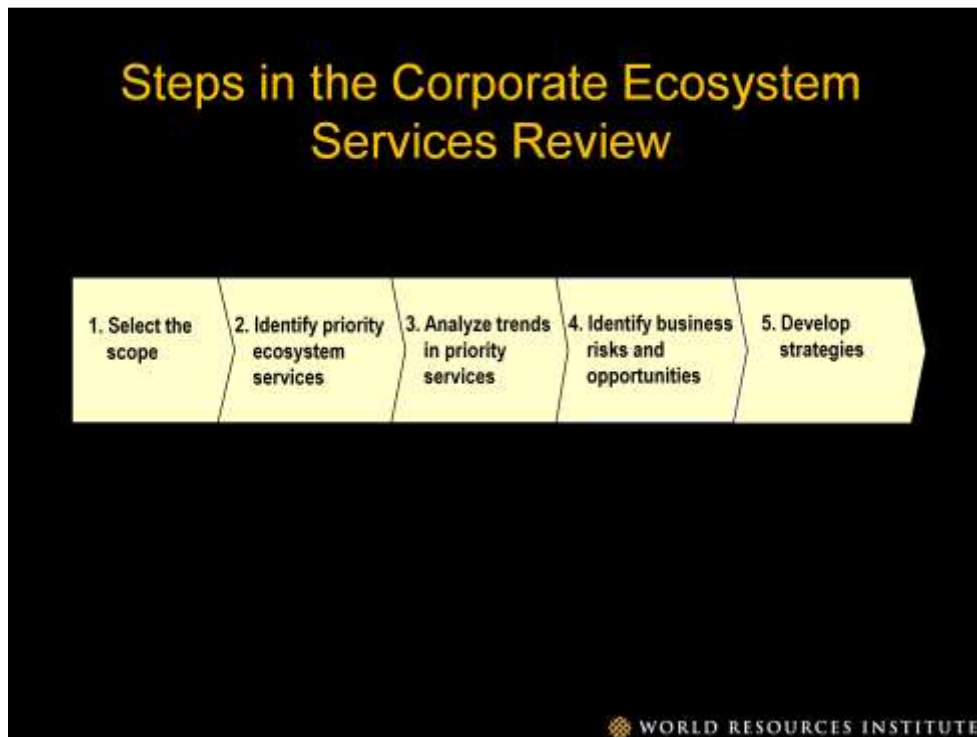 Steps in the Corporate Ecosystem
Services Review
1. Select the
scope
2. Identify priority
ecosystem
services
3. Analyze trends
in priority
services
4. Identify business
risks and
opportunities
5. Develop
strategies
WORLD RESOURCES INSTITUTE